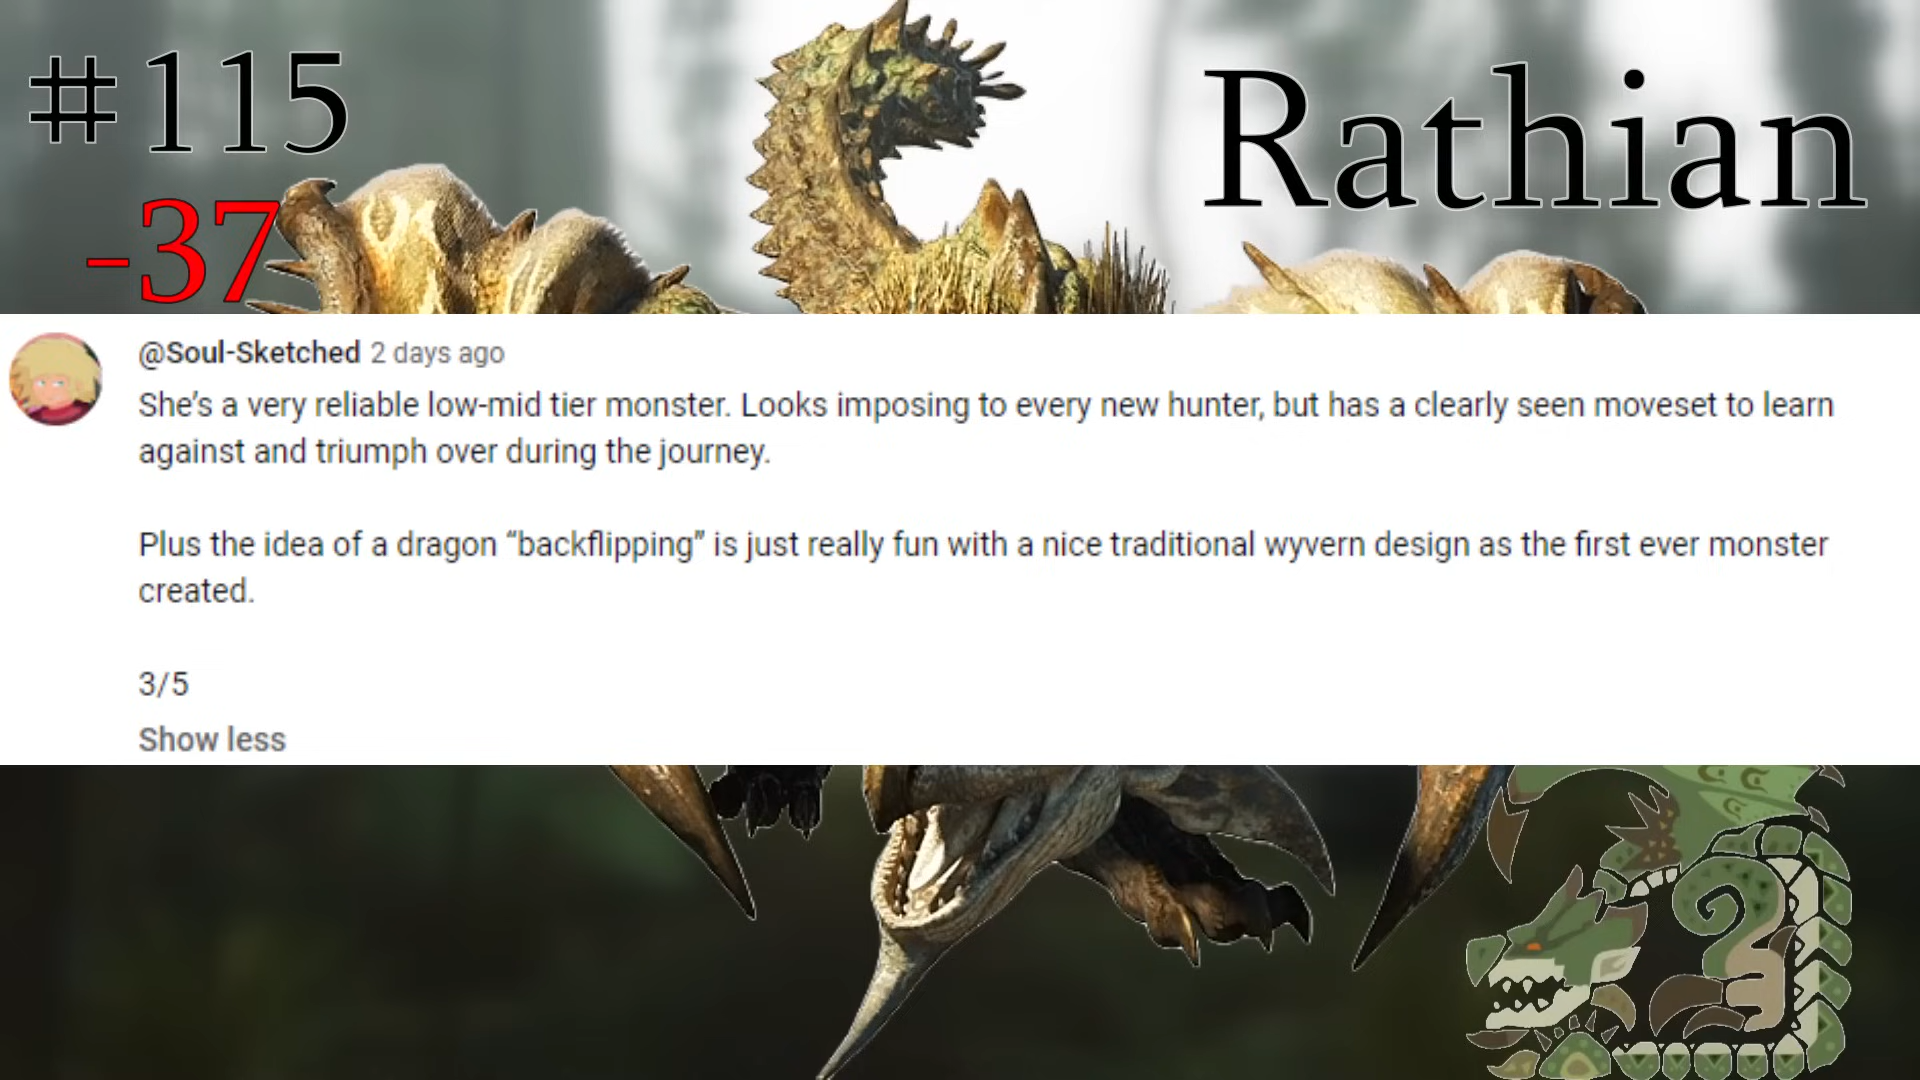 #115
Rathian
-37
@Soul-Sketched 2 days ago
She’s a very reliable low-mid tier monster. Looks imposing to every new hunter, but has a clearly seen moveset to learn
against and triumph over during the journey.
Plus the idea of a dragon “backflipping” is just really fun with a nice traditional wyvern design as the first ever monster
created.
3/5
Show less